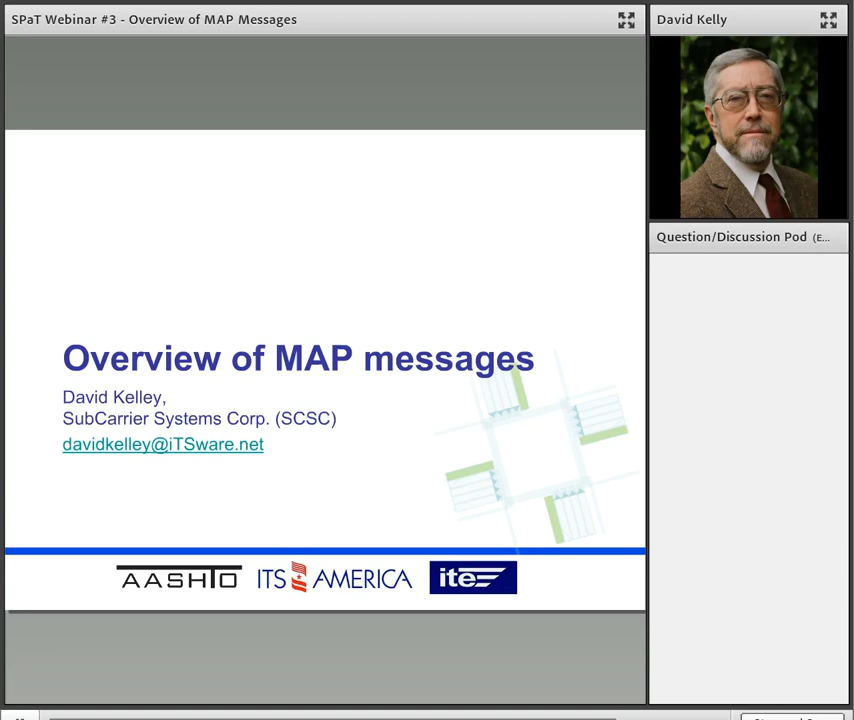 SPaT Webinar #3 - Overview of MAP Messages
David Kelly
Question/Discussion Pod (E...
Overview of MAP messages
David Kelley,
SubCarrier Systems Corp. (SCSC)
davidkelley@iTSware.net
AASHTO ITS AMERICA ite